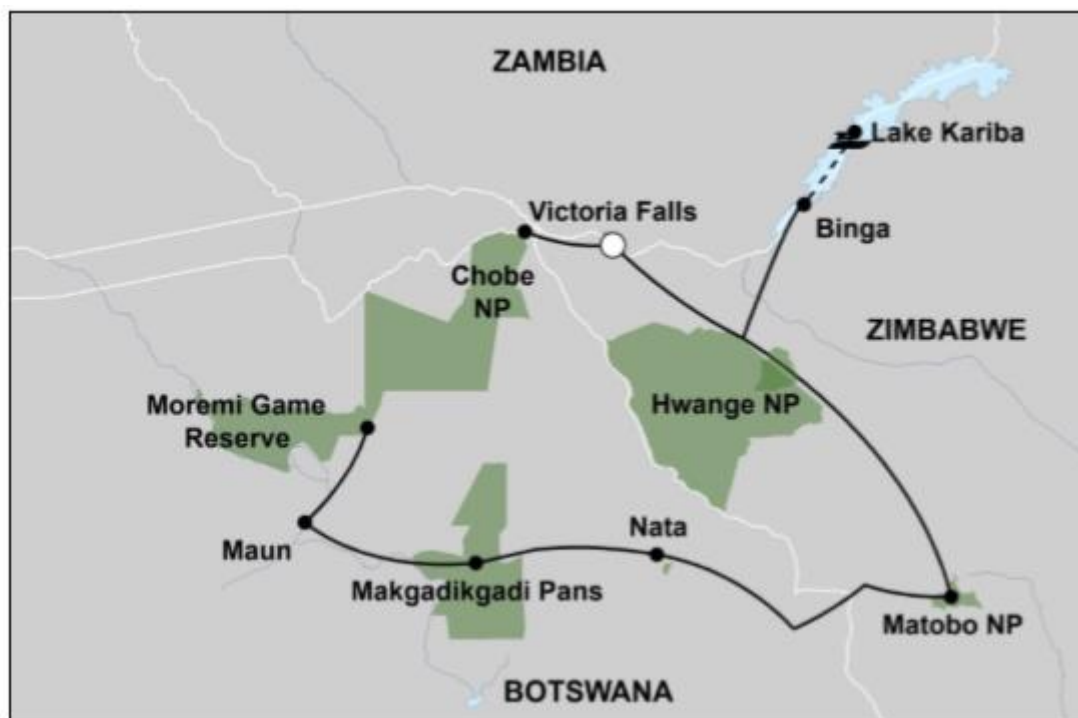 ZAMBIA
Lake Kariba
Victoria Falls
Binga
Chobe
NP
ZIMBABWE
Moremi Game
Reserve
Hwange NP
Maun
Nata
Makgadikgadi Pans
Matobo NP
BOTSWANA